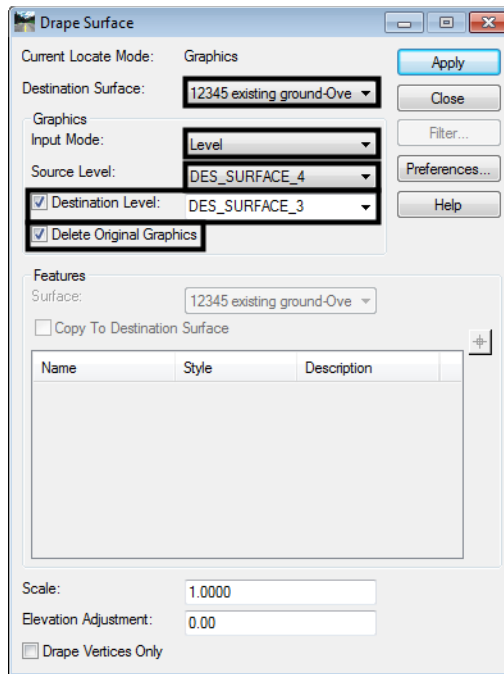 Drape Surface
Current Locate Mode: Graphics
Apply
Destination Surface: 12345 existing ground-Ove
Close
Graphics
Input Mode: Level
Filter...
Source Level: DES_SURFACE_4
Preferences...
Destination Level: DES_SURFACE_3
Help
Delete Original Graphics
Features
Surface: 12345 existing ground-Ove
Copy To Destination Surface
Name Style Description
Scale: 1.0000
Elevation Adjustment: 0.00
Drape Vertices Only